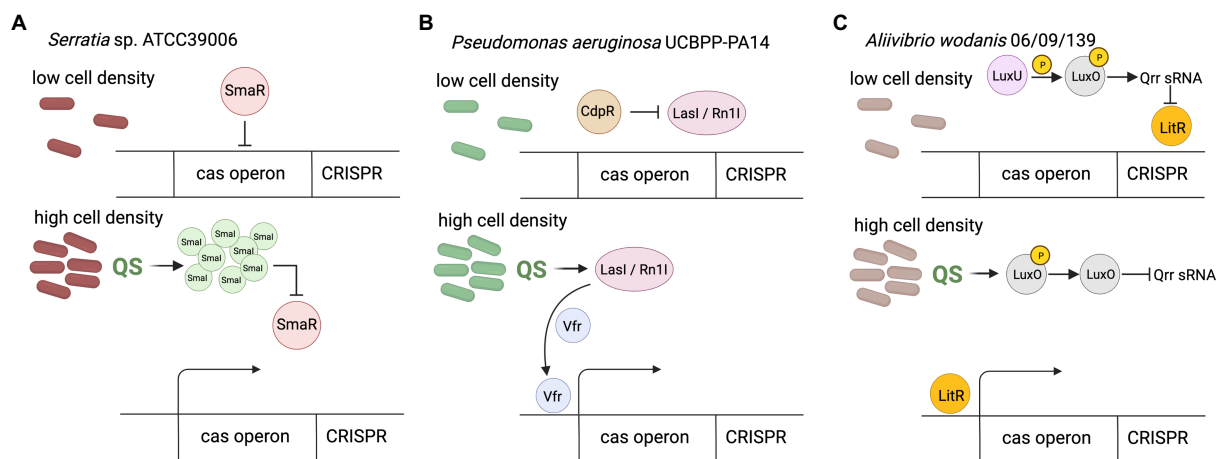 A
Serratia sp. ATCC39006
low cell density
SmaR
cas operon
CRISPR
high cell density
QS
SmaI
SmaI
SmaI
SmaI
SmaI
SmaI
SmaI
SmaI
SmaR
cas operon
CRISPR
B
Pseudomonas aeruginosa UCBPP-PA14
low cell density
CdpR
LasI / Rn1I
cas operon
CRISPR
high cell density
QS
LasI / Rn1I
Vfr
Vfr
cas operon
CRISPR
C
Aliivibrio wodanis 06/09/139
low cell density
LuxU
P
LuxO
P
Qrr sRNA
LitR
cas operon
CRISPR
high cell density
QS
P
LuxO
LuxO
Qrr sRNA
LitR
cas operon
CRISPR